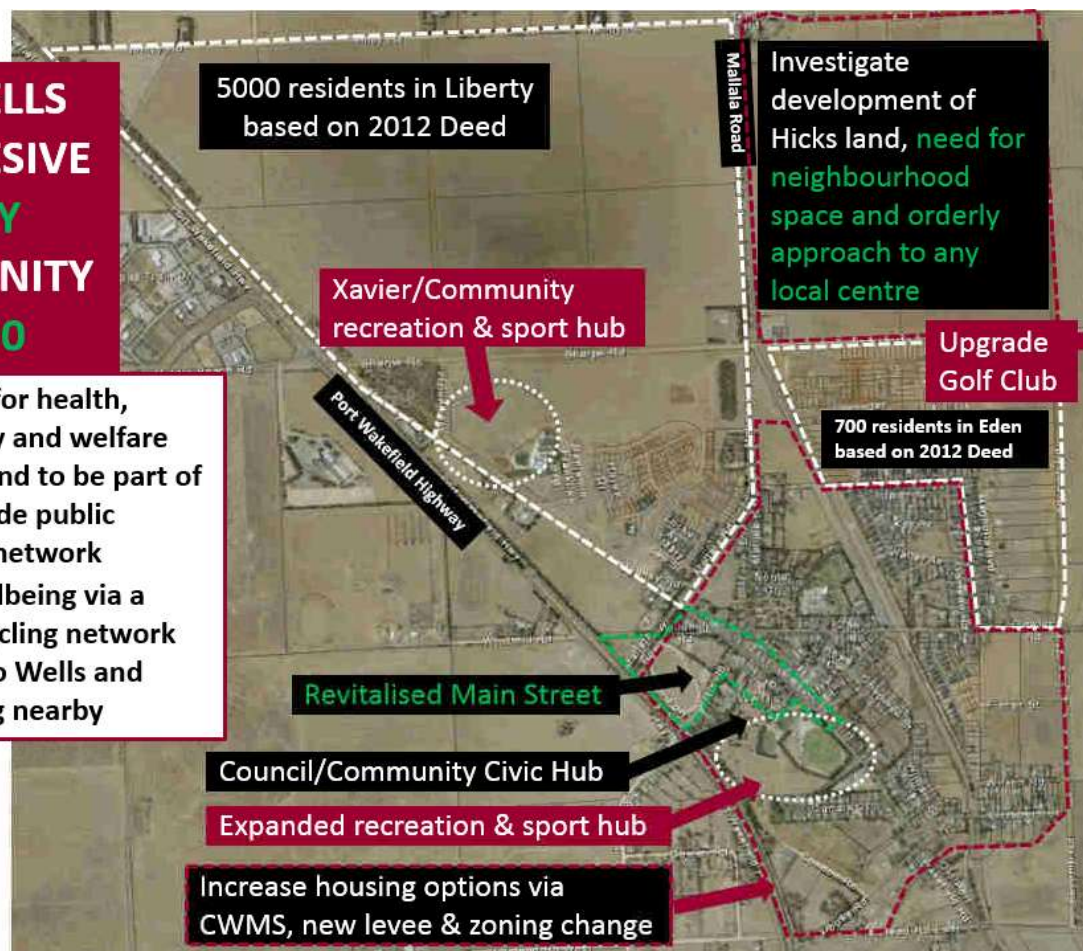 ELLS
ESIVE
Y
NITY
0
for health,
y and welfare
and to be part of
de public
network
lbeing via a
cling network
o Wells and
g nearby
5000 residents in Liberty
based on 2012 Deed
Mallala Road
Investigate
development of
Hicks land, need for
neighbourhood
space and orderly
approach to any
local centre
Xavier/Community
recreation & sport hub
Port Wakefield Highway
Upgrade
Golf Club
700 residents in Eden
based on 2012 Deed
Revitalised Main Street
Council/Community Civic Hub
Expanded recreation & sport hub
Increase housing options via
CWMS, new levee & zoning change